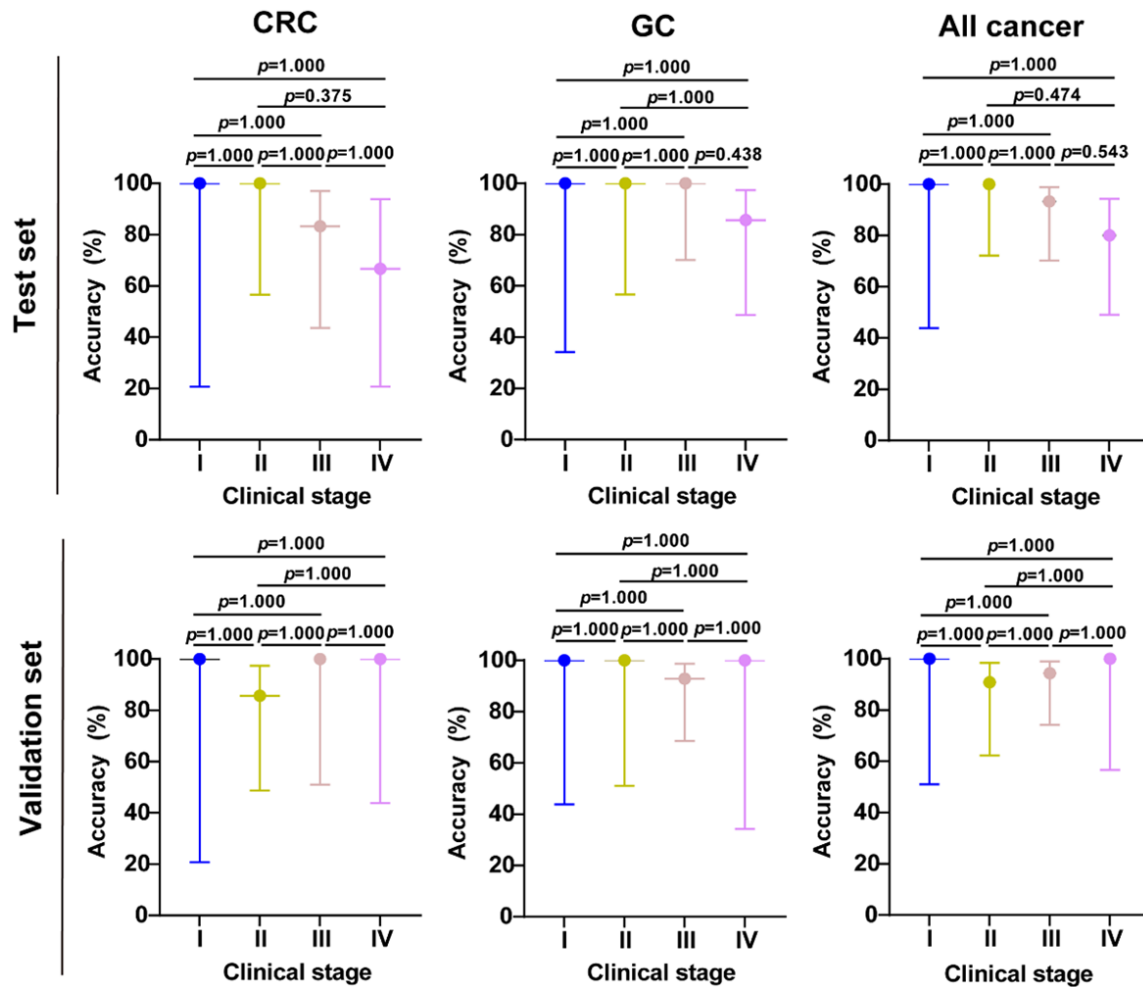 CRC
GC
All cancer
Test set
p=1.000
p=0.375
p=1.000
p=1.000 p=1.000 p=1.000
100
80
60
40
20
0
Accuracy (%)
I II III IV
Clinical stage
p=1.000
p=1.000
p=1.000
p=1.000 p=1.000 p=0.438
100
80
60
40
20
0
Accuracy (%)
I II III IV
Clinical stage
p=1.000
p=0.474
p=1.000
p=1.000 p=1.000 p=0.543
100
80
60
40
20
0
Accuracy (%)
I II III IV
Clinical stage
Validation set
p=1.000
p=1.000
p=1.000
p=1.000 p=1.000 p=1.000
100
80
60
40
20
0
Accuracy (%)
I II III IV
Clinical stage
p=1.000
p=1.000
p=1.000
p=1.000 p=1.000 p=1.000
100
80
60
40
20
0
Accuracy (%)
I II III IV
Clinical stage
p=1.000
p=1.000
p=1.000
p=1.000 p=1.000 p=1.000
100
80
60
40
20
0
Accuracy (%)
I II III IV
Clinical stage